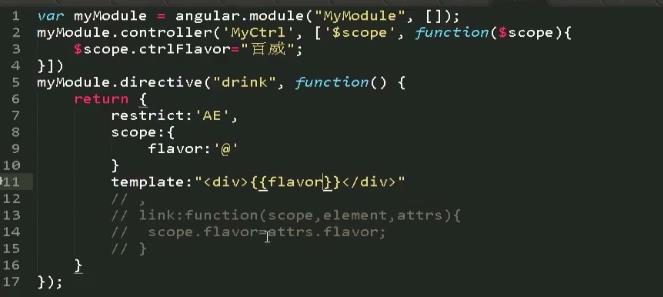 1 var myModule = angular.module("MyModule", []);
2 myModule.controller('MyCtrl', ['$scope', function($scope){
3     $scope.ctrlFlavor="百威";
4 }])
5 myModule.directive("drink", function() {
6     return {
7         restrict:'AE',
8         scope:{
9             flavor:'@'
10         }
11         template:"<div>{{flavor}}</div>"
12         // ,
13         // link:function(scope,element,attrs){
14         //  scope.flavor=attrs.flavor;
15         // }
16     }
17 });